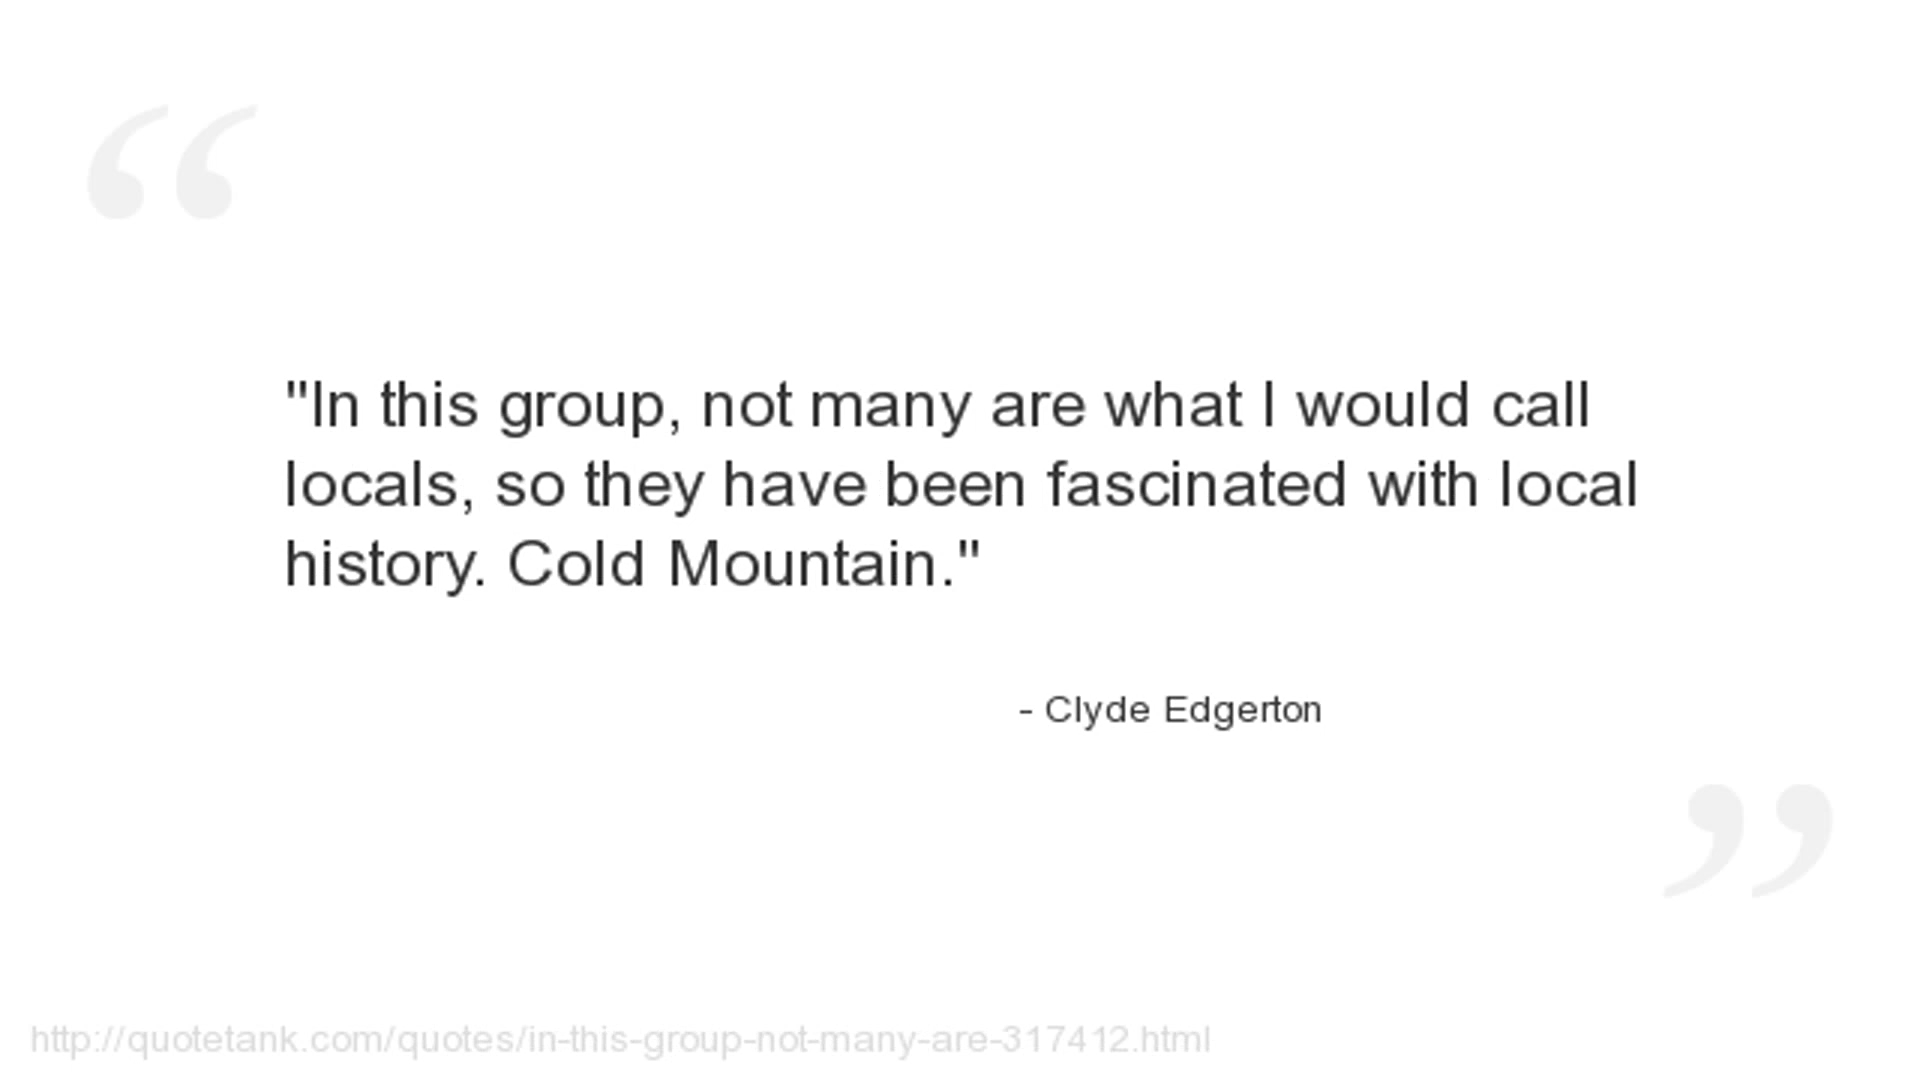 "In this group, not many are what I would call
locals, so they have been fascinated with local
history. Cold Mountain."
- Clyde Edgerton
http://quotetank.com/quotes/in-this-group-not-many-are-317412.html